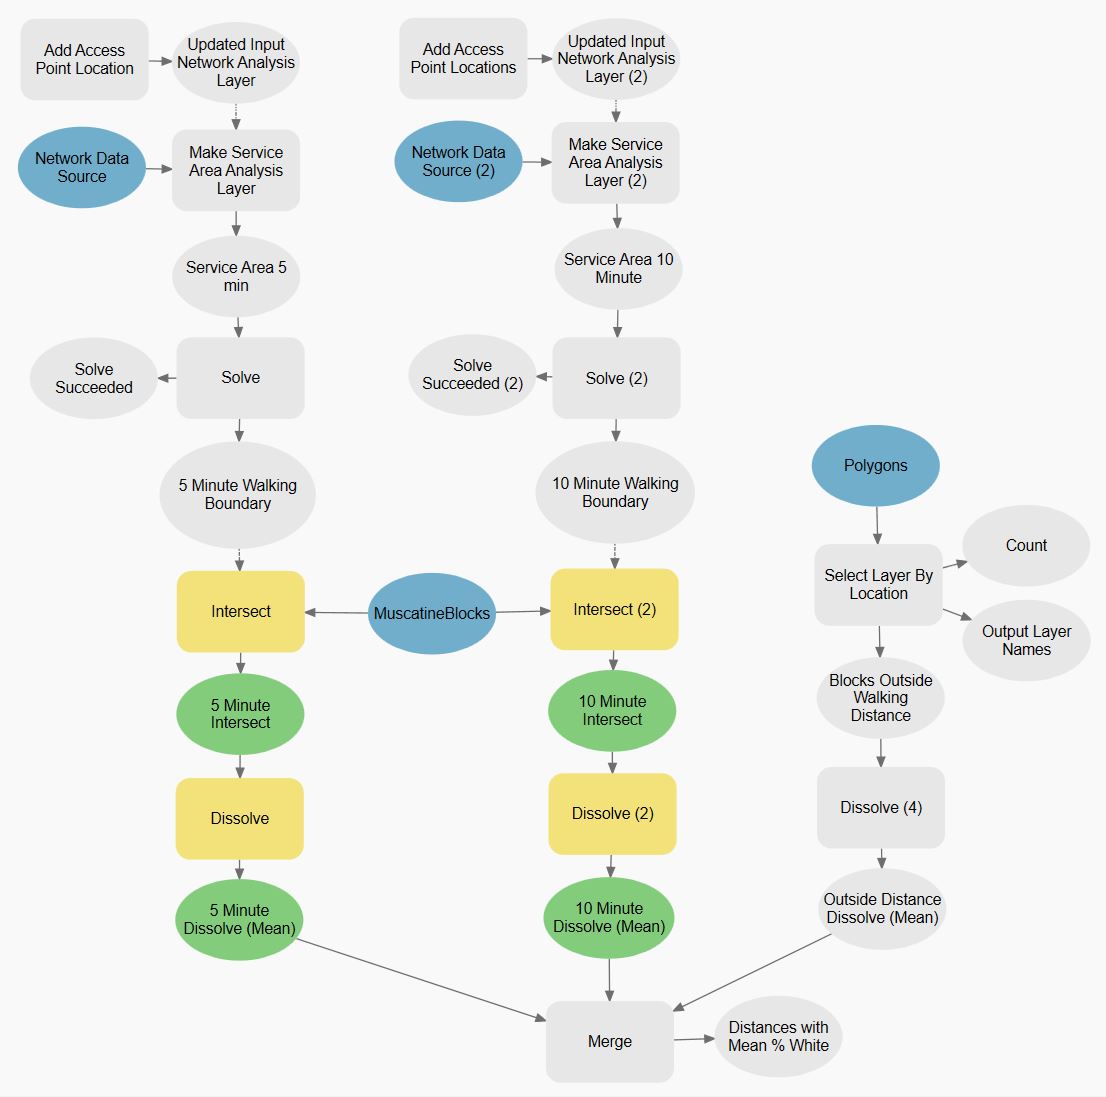 Add Access
Point Location
Updated Input
Network Analysis
Layer
Add Access
Point Locations
Updated Input
Network Analysis
Layer (2)
Network Data
Source
Make Service
Area Analysis
Layer
Network Data
Source (2)
Make Service
Area Analysis
Layer (2)
Service Area 5
min
Service Area 10
Minute
Solve
Succeeded
Solve
Solve
Succeeded (2)
Solve (2)
5 Minute Walking
Boundary
10 Minute Walking
Boundary
Polygons
Select Layer By
Location
Count
Output Layer
Names
Intersect
MuscatineBlocks
Intersect (2)
5 Minute
Intersect
10 Minute
Intersect
Blocks Outside
Walking
Distance
Dissolve
Dissolve (2)
Dissolve (4)
5 Minute
Dissolve (Mean)
10 Minute
Dissolve (Mean)
Outside Distance
Dissolve (Mean)
Merge
Distances with
Mean % White